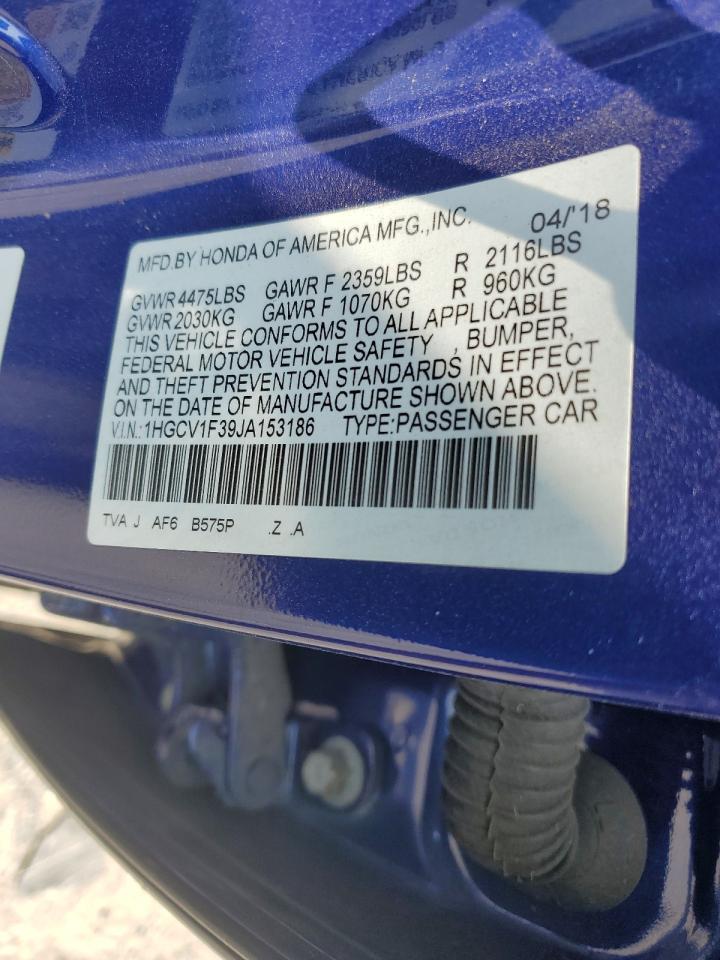 MFD.BY HONDA OF AMERICA MFG.,INC. 04/'18
GVWR 4475LBS GAWR F 2359LBS R 2116LBS
GVWR 2030KG GAWR F 1070KG R 960KG
THIS VEHICLE CONFORMS TO ALL APPLICABLE
FEDERAL MOTOR VEHICLE SAFETY , BUMPER,
AND THEFT PREVENTION STANDARDS IN EFFECT
ON THE DATE OF MANUFACTURE SHOWN ABOVE.
V.I.N.:1HGCV1F39JA153186 TYPE:PASSENGER CAR
TVA J AF6 B575P .Z .A